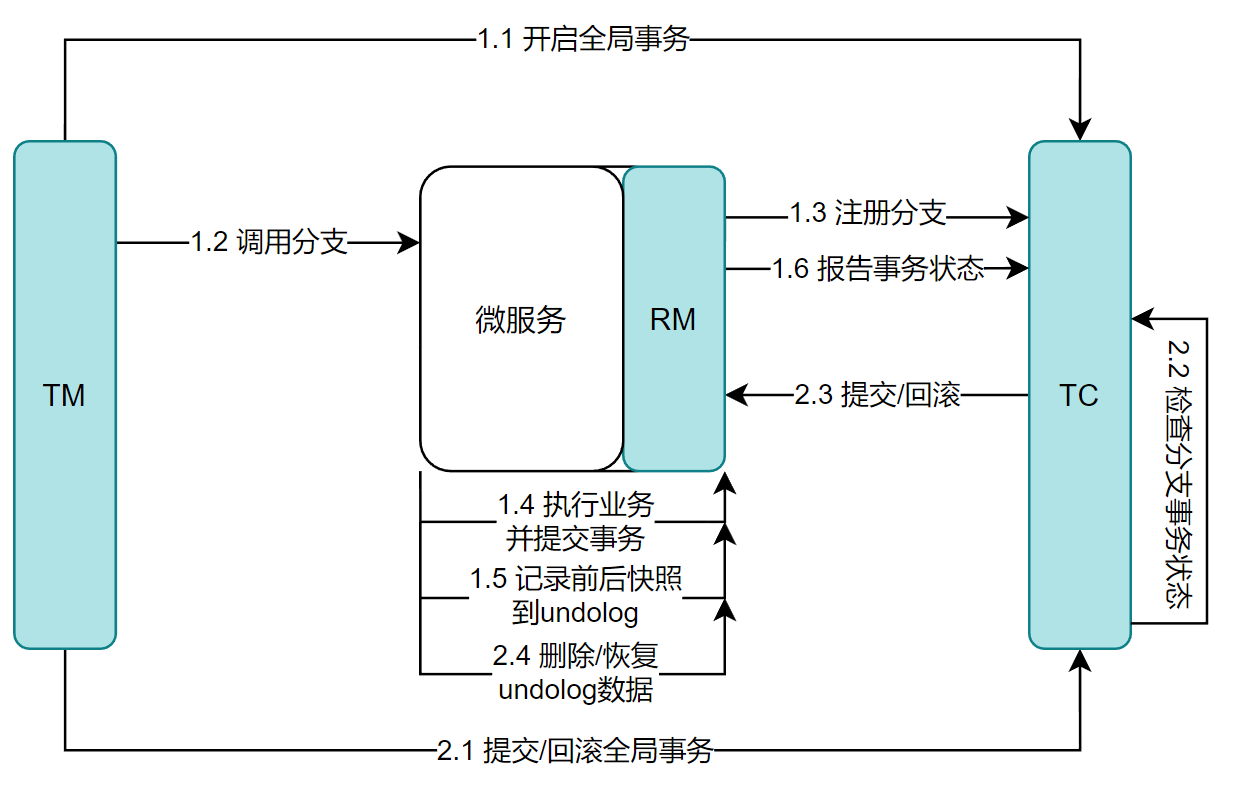 1.1 开启全局事务
1.2 调用分支
1.3 注册分支
1.6 报告事务状态
微服务
RM
TM
TC
2.3 提交/回滚
2.2 检查分支事务状态
1.4 执行业务
并提交事务
1.5 记录前后快照
到undolog
2.4 删除/恢复
undolog数据
2.1 提交/回滚全局事务